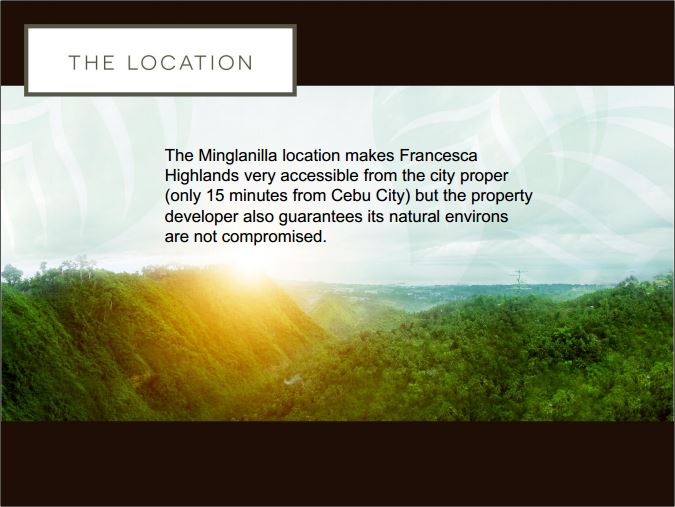 THE LOCATION
The Minglanilla location makes Francesca
Highlands very accessible from the city proper
(only 15 minutes from Cebu City) but the property
developer also guarantees its natural environs
are not compromised.